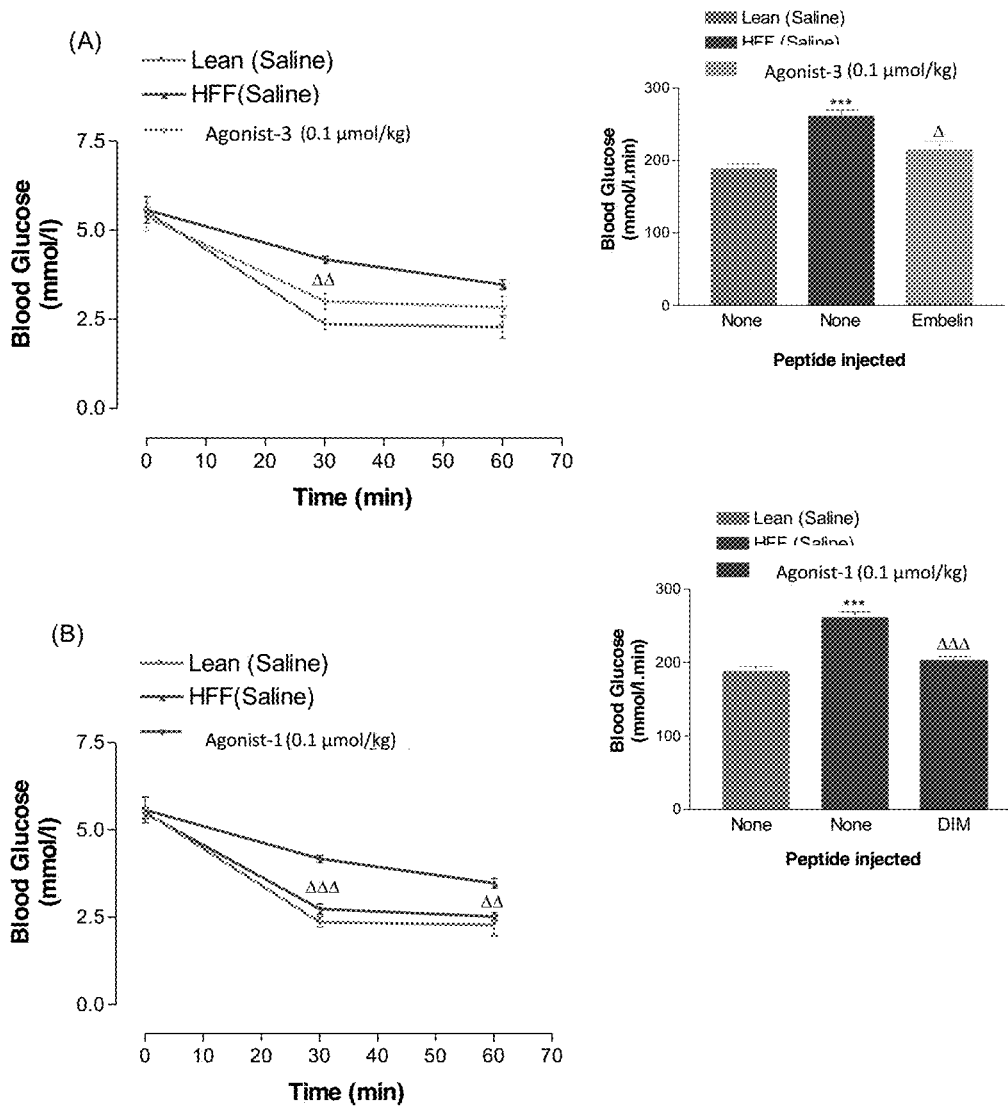 (A)
Lean (Saline)
HFF(Saline)
Agonist-3 (0.1 μmol/kg)
7.5
5.0
2.5
0.0
Blood Glucose
(mmol/l)
ΔΔ
0 10 20 30 40 50 60 70
Time (min)
Lean (Saline)
HFF (Saline)
Agonist-3 (0.1 μmol/kg)
300
200
100
0
Blood Glucose
(mmol/l.min)
***
Δ
None None Embelin
Peptide injected
(B)
Lean (Saline)
HFF(Saline)
Agonist-1 (0.1 μmol/kg)
7.5
5.0
2.5
0.0
Blood Glucose
(mmol/l)
ΔΔΔ
ΔΔ
0 10 20 30 40 50 60 70
Time (min)
Lean (Saline)
HFF (Saline)
Agonist-1 (0.1 μmol/kg)
300
200
100
0
Blood Glucose
(mmol/l.min)
***
ΔΔΔ
None None DIM
Peptide injected